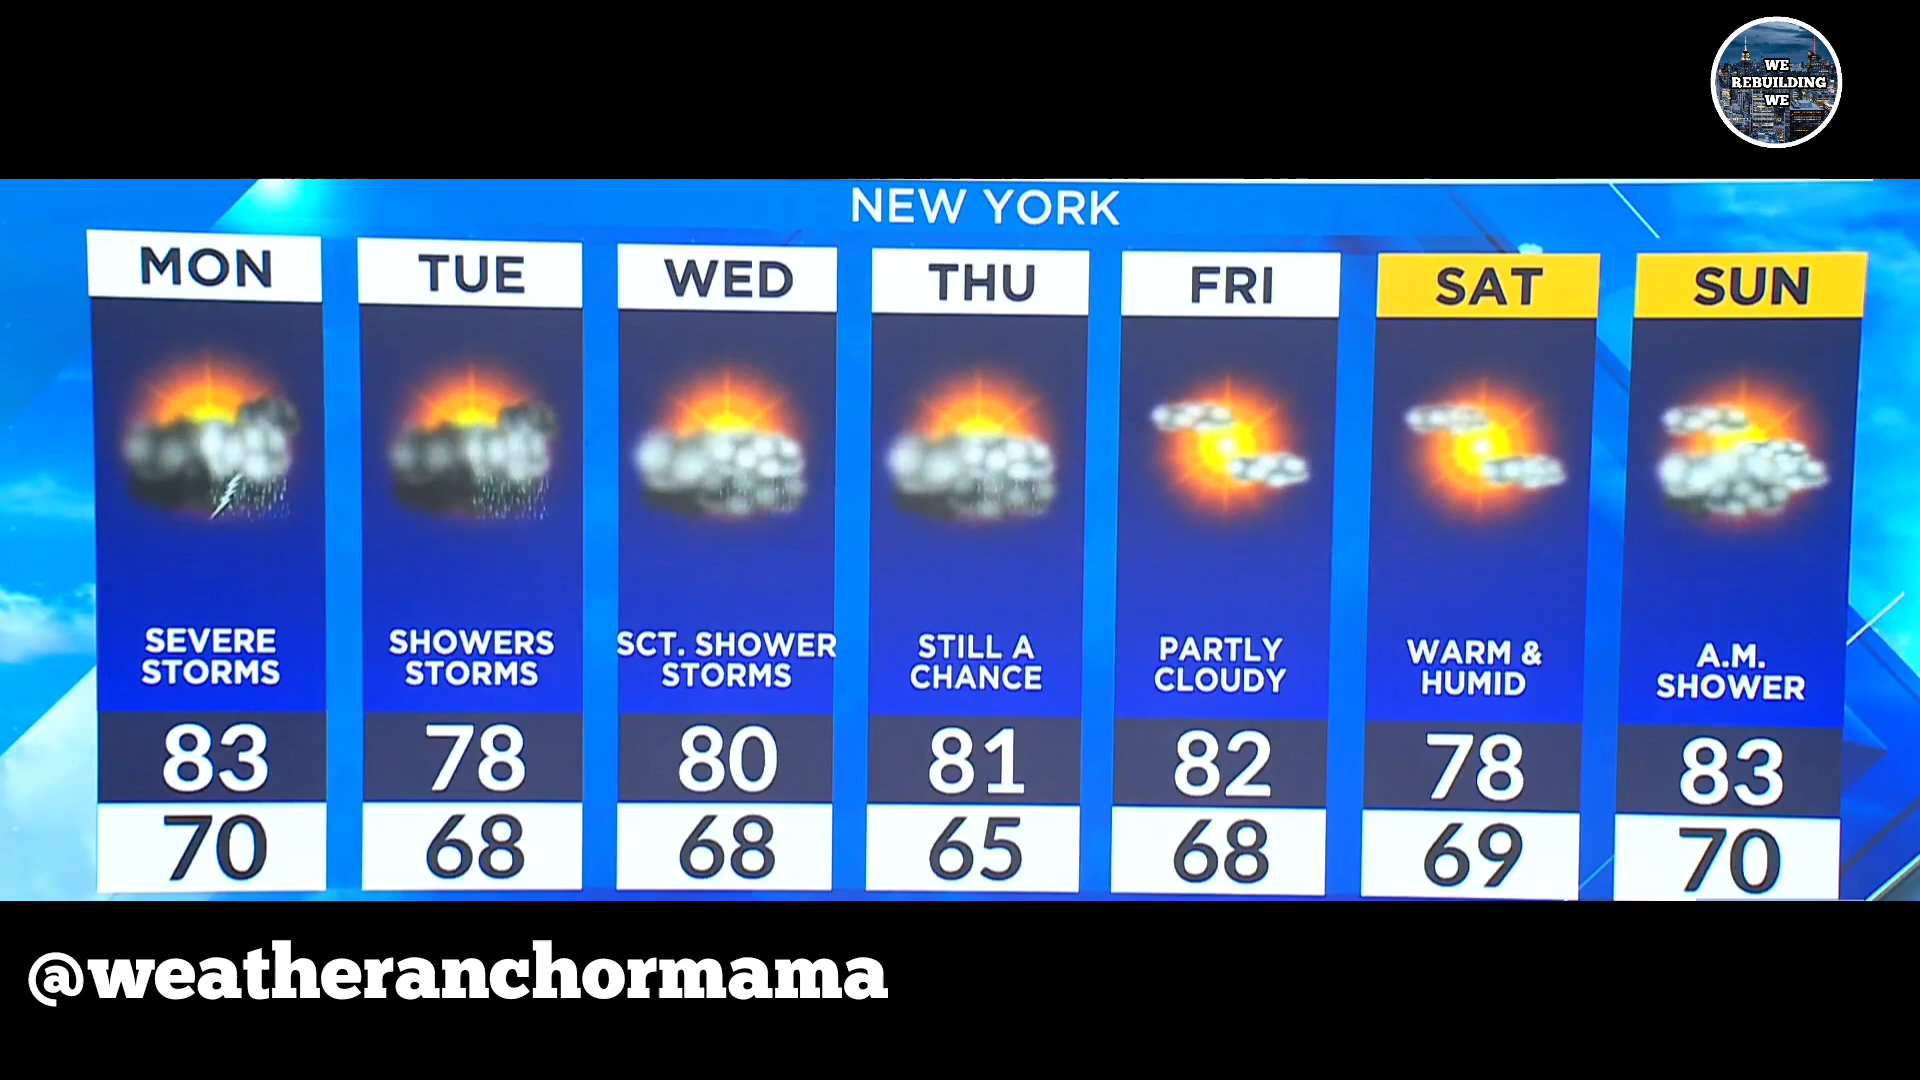 WE
REBUILDING
WE
NEW YORK
MON
TUE
WED
THU
FRI
SAT
SUN
SEVERE
STORMS
SHOWERS
STORMS
SCT. SHOWER
STORMS
STILL A
CHANCE
PARTLY
CLOUDY
WARM &
HUMID
A.M.
SHOWER
83
78
80
81
82
78
83
70
68
68
65
68
69
70
@weatheranchormama